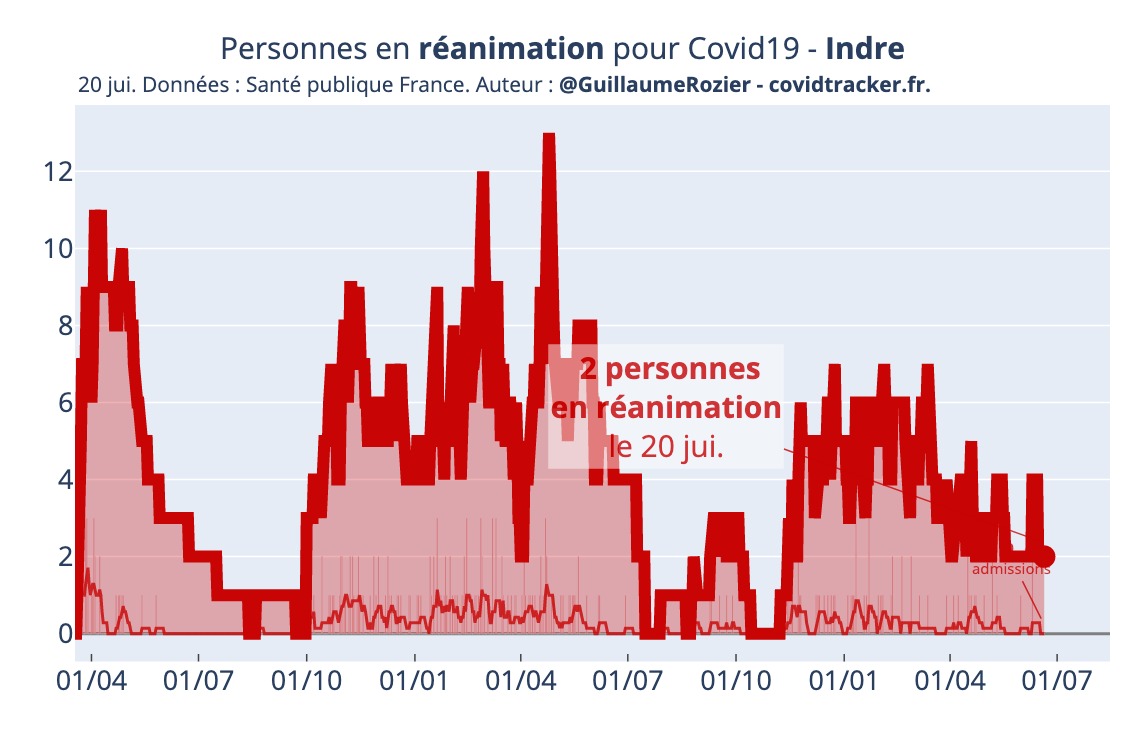 Personnes en réanimation pour Covid19 - Indre
20 jui. Données : Santé publique France. Auteur : @GuillaumeRozier - covidtracker.fr.
12
10
8
6
4
2
0
2 personnes
en réanimation
le 20 jui.
admissions
01/04 01/07 01/10 01/01 01/04 01/07 01/10 01/01 01/04 01/07